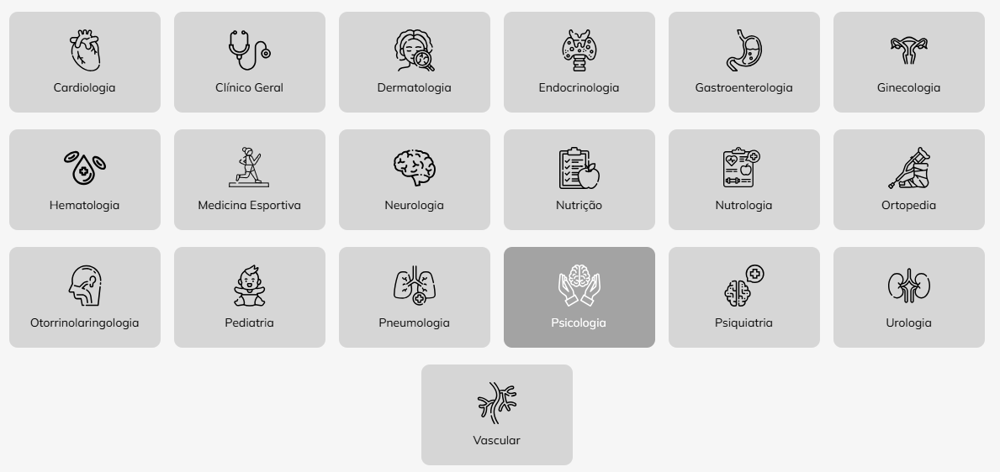 Cardiologia
Clínico Geral
Dermatologia
Endocrinologia
Gastroenterologia
Ginecologia
Hematologia
Medicina Esportiva
Neurologia
Nutrição
Nutrologia
Ortopedia
Otorrinolaringologia
Pediatria
Pneumologia
Psicologia
Psiquiatria
Urologia
Vascular